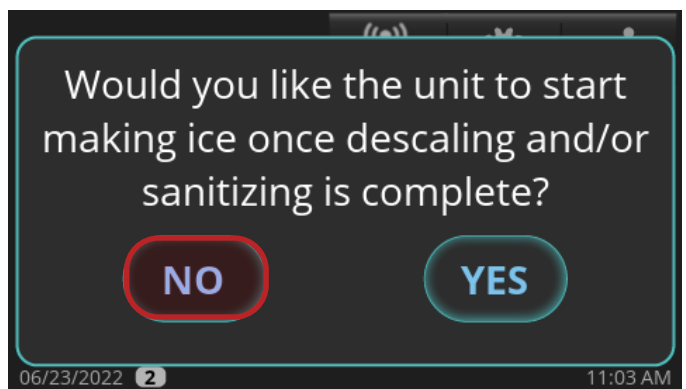 Would you like the unit to start
making ice once descaling and/or
sanitizing is complete?
NO YES
06/23/2022 2 11:03 AM